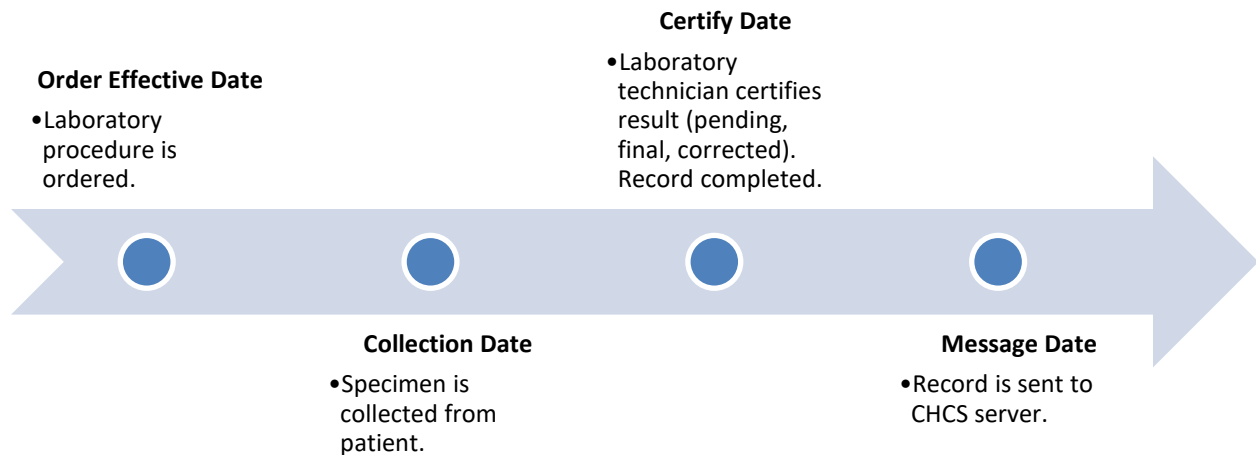 Order Effective Date
•Laboratory
procedure is
ordered.
Collection Date
•Specimen is
collected from
patient.
Certify Date
•Laboratory
technician certifies
result (pending,
final, corrected).
Record completed.
Message Date
•Record is sent to
CHCS server.